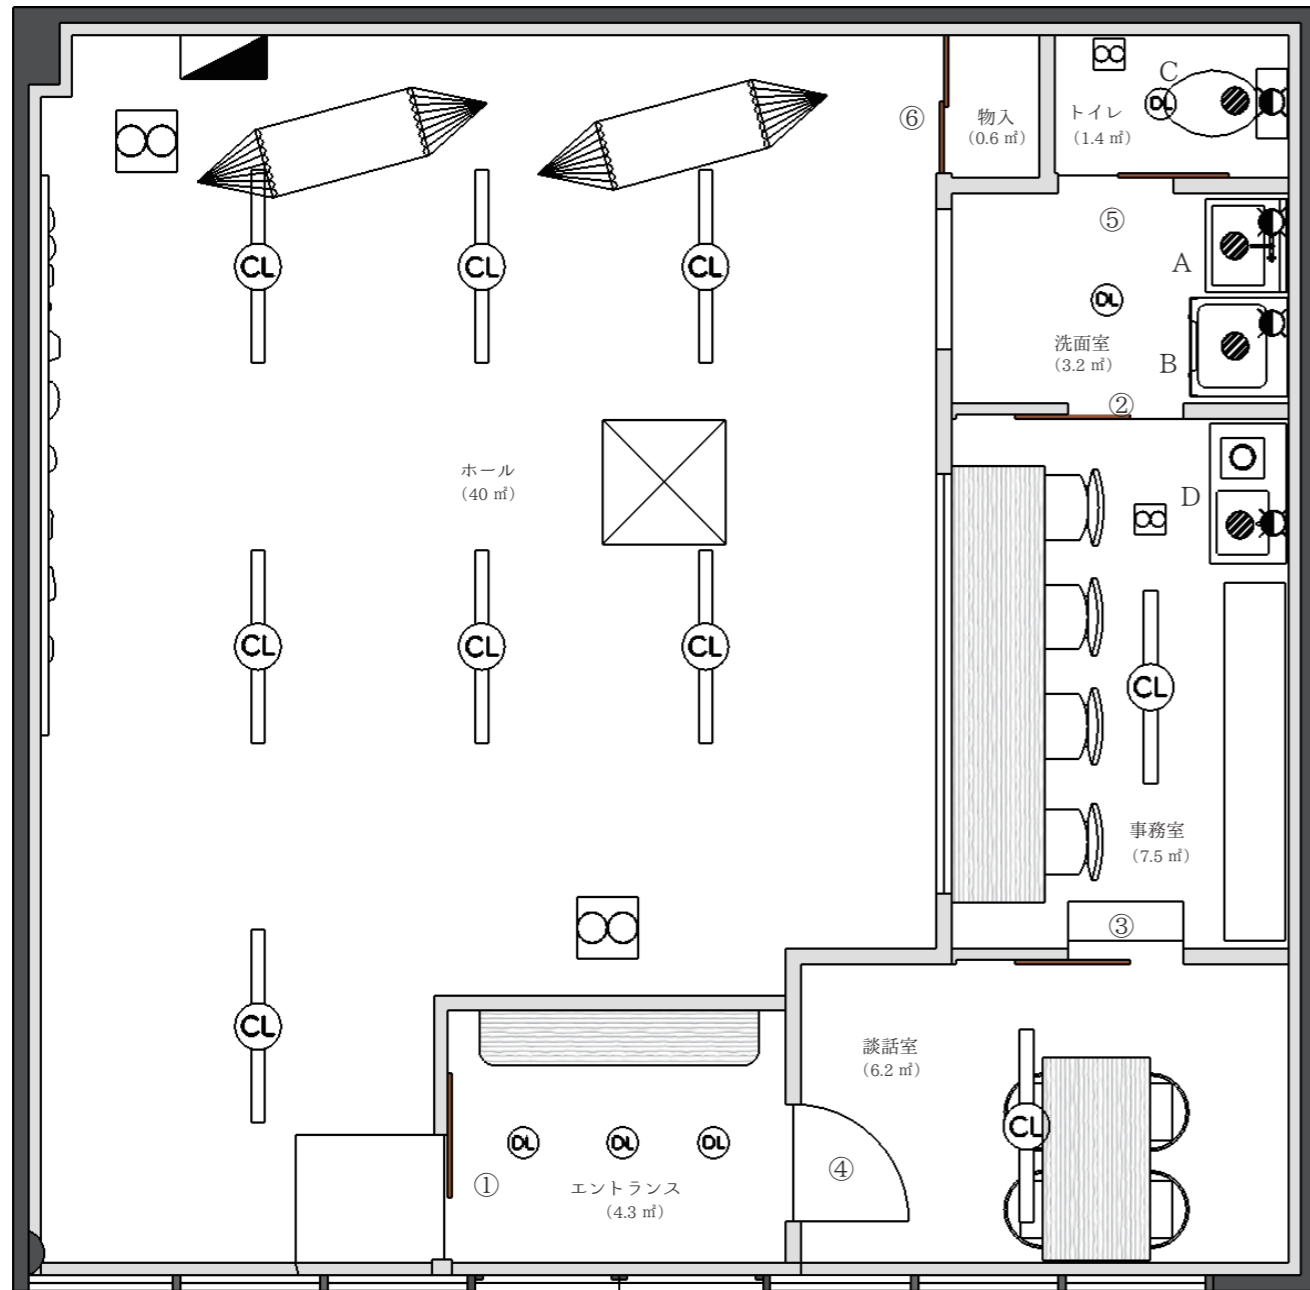 ⑥
物入
(0.6 ㎡)
C
DL
トイレ
(1.4 ㎡)
⑤
A
CL
CL
CL
DL
洗面室
(3.2 ㎡)
B
②
ホール
(40 ㎡)
D
CL
CL
CL
CL
事務室
(7.5 ㎡)
③
CL
談話室
(6.2 ㎡)
CL
DL
DL
DL
④
①
エントランス
(4.3 ㎡)